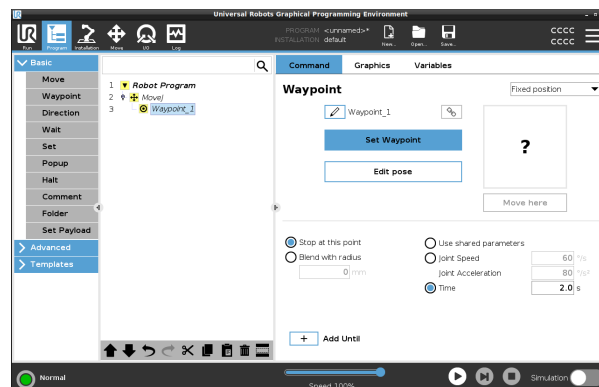 Universal Robots Graphical Programming Environment
UR
Run Program Installation Move I/O Log
PROGRAM <unnamed>*
INSTALLATION default
New... Open... Save...
CCCC
CCCC
Basic
Move
Waypoint
Direction
Wait
Set
Popup
Halt
Comment
Folder
Set Payload
Advanced
Templates
1 Robot Program
2 MoveJ
3 Waypoint_1
Command Graphics Variables
Waypoint
Fixed position
Waypoint_1
Set Waypoint
Edit pose
?
Move here
Stop at this point
Blend with radius
0 mm
Use shared parameters
Joint Speed 60 °/s
Joint Acceleration 80 °/s²
Time 2.0 s
+ Add Until
Normal
Speed 100%
Simulation